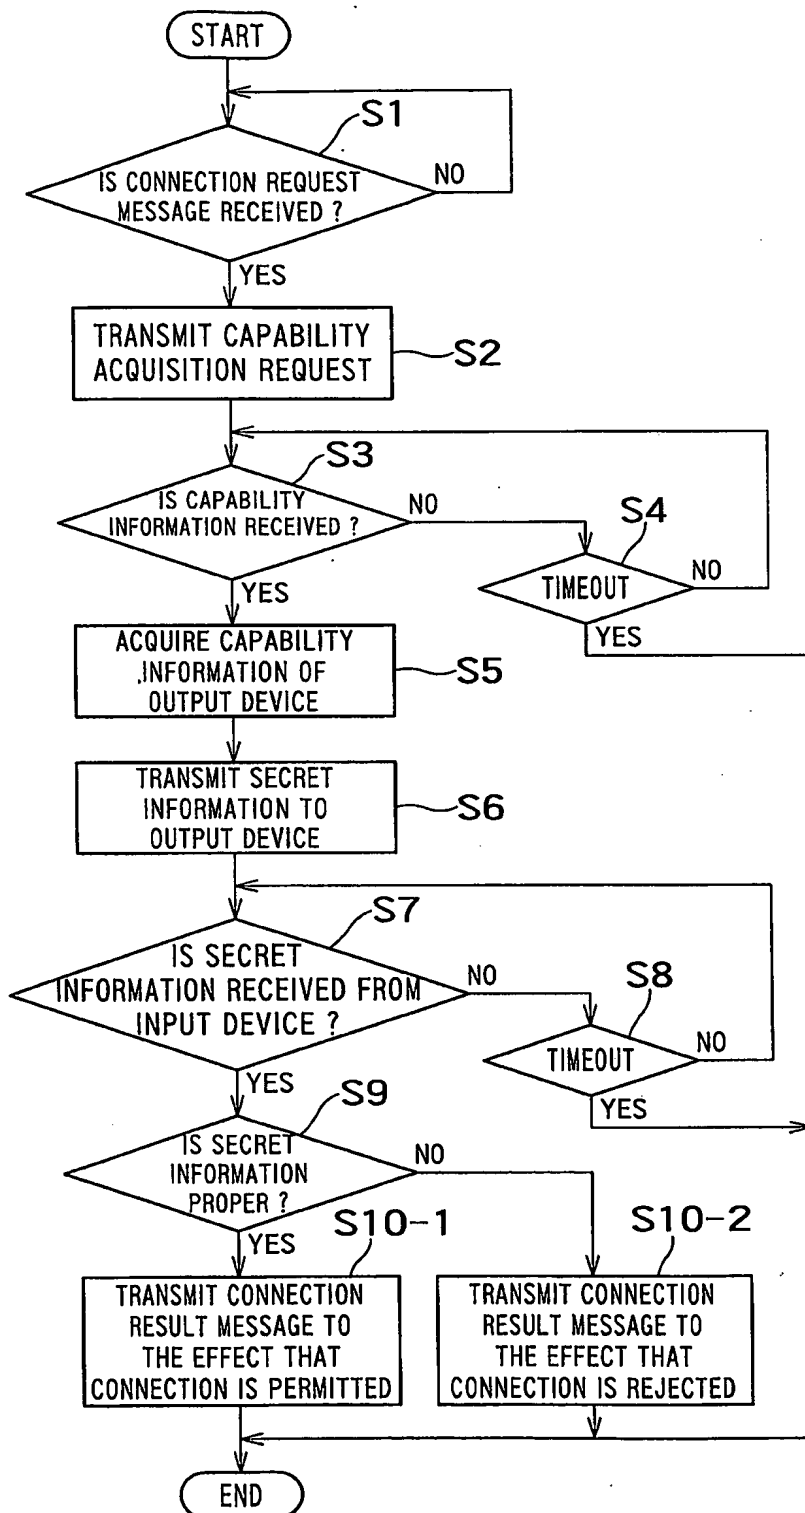 START
S1
IS CONNECTION REQUEST
MESSAGE RECEIVED ?
NO
YES
TRANSMIT CAPABILITY
ACQUISITION REQUEST
S2
S3
IS CAPABILITY
INFORMATION RECEIVED ?
NO
S4
TIMEOUT
NO
YES
YES
ACQUIRE CAPABILITY
INFORMATION OF
OUTPUT DEVICE
S5
TRANSMIT SECRET
INFORMATION TO
OUTPUT DEVICE
S6
S7
IS SECRET
INFORMATION RECEIVED FROM
INPUT DEVICE ?
NO
S8
TIMEOUT
NO
YES
YES
S9
IS SECRET
INFORMATION
PROPER ?
NO
YES
S10-1
S10-2
TRANSMIT CONNECTION
RESULT MESSAGE TO
THE EFFECT THAT
CONNECTION IS PERMITTED
TRANSMIT CONNECTION
RESULT MESSAGE TO
THE EFFECT THAT
CONNECTION IS REJECTED
END